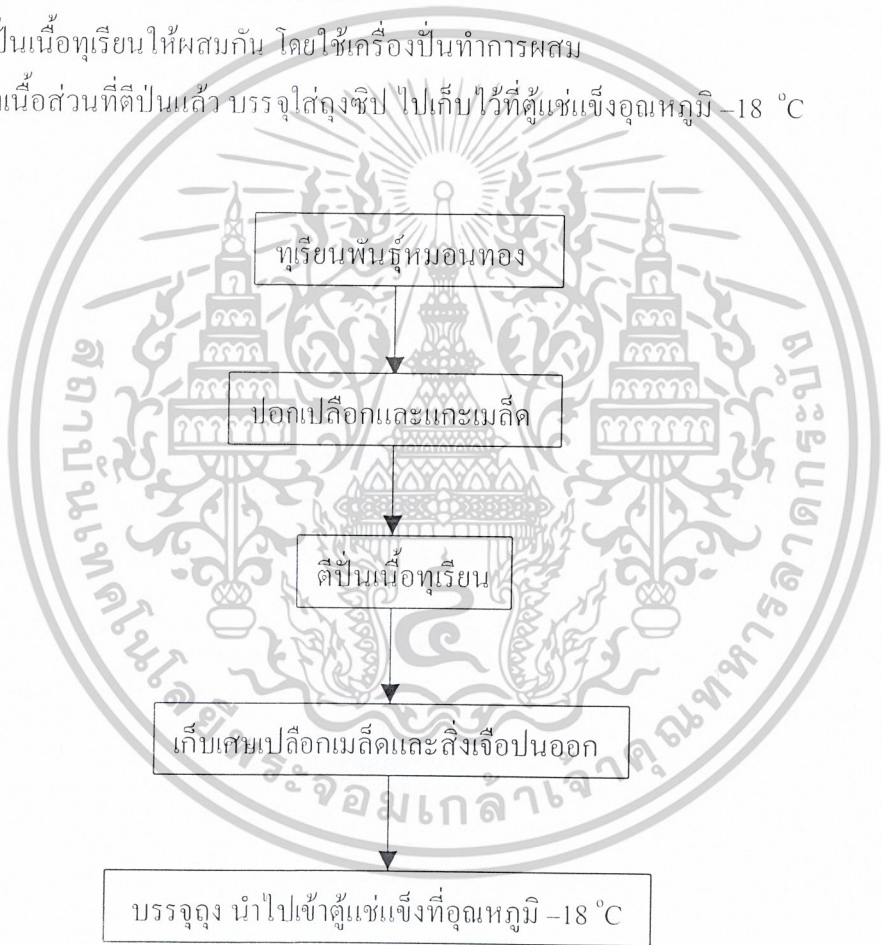 ปั่นเนื้อทุเรียนให้ผสมกัน โดยใช้เครื่องปั่นทำการผสม
เนื้อส่วนที่ตีป่นแล้ว บรรจุใส่ถุงซิป ไปเก็บไว้ที่ตู้แช่แข็งอุณหภูมิ –18 °C
ทุเรียนพันธุ์หมอนทอง
ปอกเปลือกและแกะเมล็ด
ตีปั่นเนื้อทุเรียน
เก็บเศษเปลือกเมล็ดและสิ่งเจือปนออก
บรรจุถุง นำไปเข้าตู้แช่แข็งที่อุณหภูมิ –18 °C
สถาบันเทคโนโลยีพระจอมเกล้าเจ้าคุณทหารลาดกระบัง